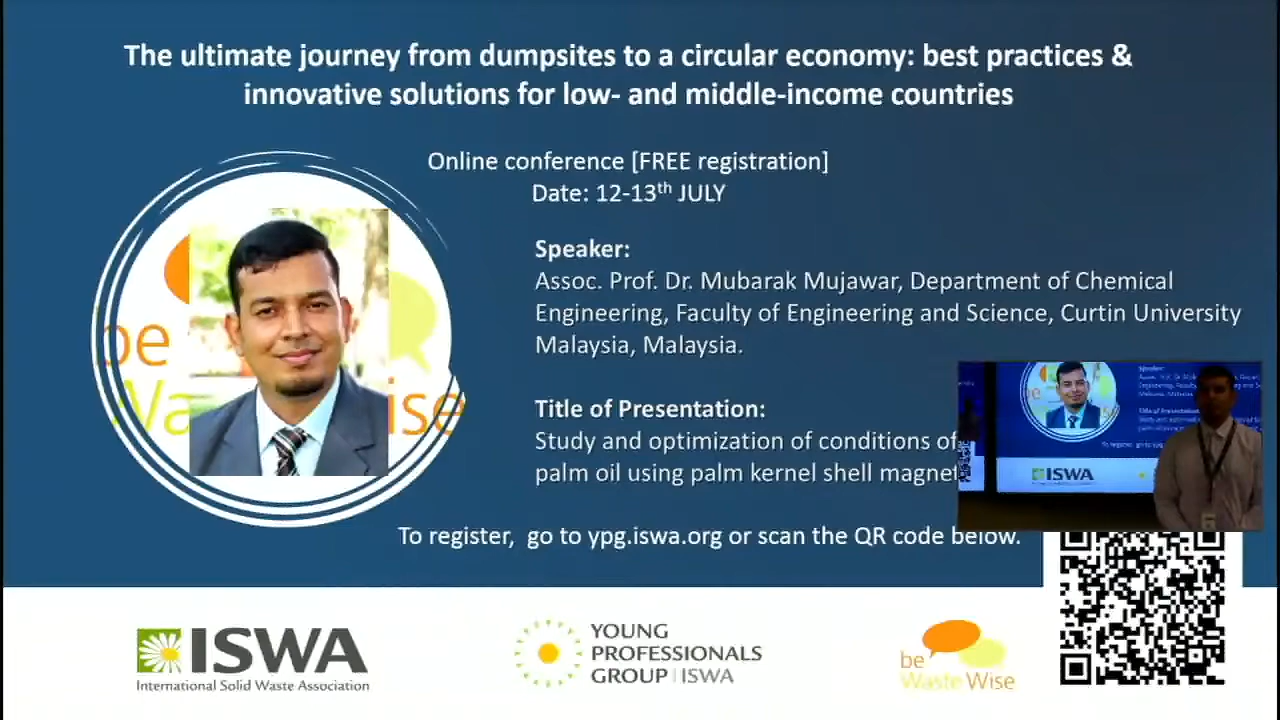 The ultimate journey from dumpsites to a circular economy: best practices &
innovative solutions for low- and middle-income countries
Online conference [FREE registration]
Date: 12-13th JULY
Speaker:
Assoc. Prof. Dr. Mubarak Mujawar, Department of Chemical
Engineering, Faculty of Engineering and Science, Curtin University
Malaysia, Malaysia.
Title of Presentation:
Study and optimization of conditions of
palm oil using palm kernel shell
To register, go to ypg.iswa.org or scan the QR code below.
be
Wise
ISWA
ISWA
International Solid Waste Association
YOUNG
PROFESSIONALS
GROUP | ISWA
be
Waste Wise